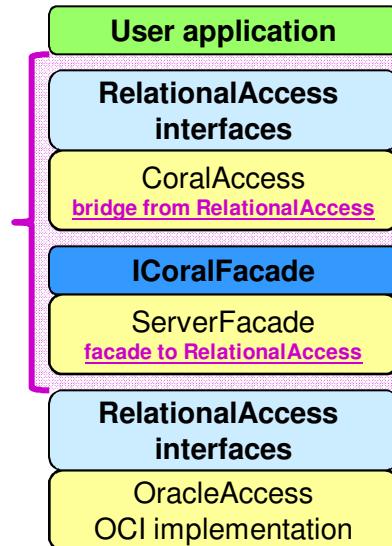 User application
RelationalAccess
interfaces
CoralAccess
bridge from RelationalAccess
ICoralFacade
ServerFacade
facade to RelationalAccess
RelationalAccess
interfaces
OracleAccess
OCI implementation